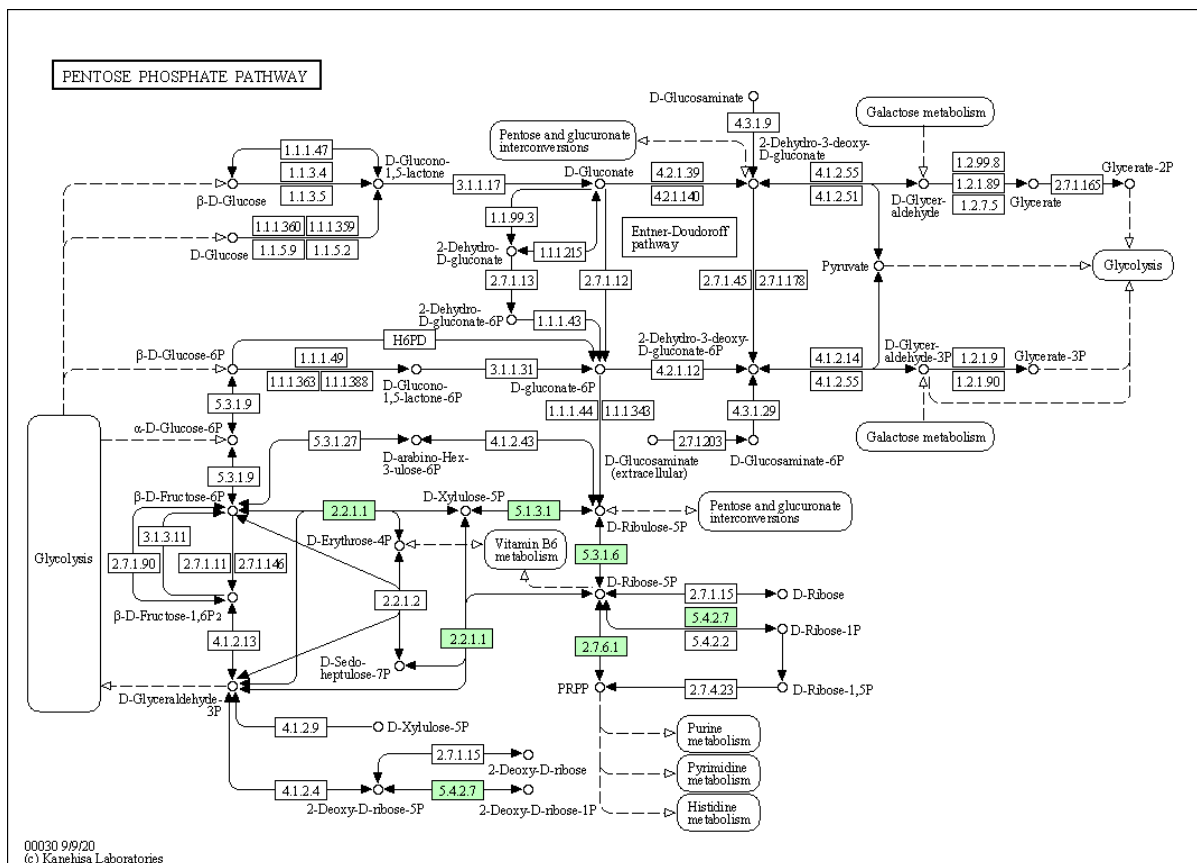 PENTOSE PHOSPHATE PATHWAY
D-Glucosaminate
4.3.1.9
Galactose metabolism
Pentose and glucuronate
interconversions
2-Dehydro-3-deoxy-
D-gluconate
1.1.1.47
D-Glucono-
1,5-lactone
1.1.3.4
1.1.3.5
β-D-Glucose
3.1.1.17
D-Gluconate
4.2.1.39
4.2.1.140
4.1.2.55
4.1.2.51
D-Glycer-
aldehyde
1.2.99.8
1.2.1.89
1.2.7.5
Glycerate
2.7.1.165
Glycerate-2P
1.1.1.360
1.1.1.359
1.1.5.9
1.1.5.2
D-Glucose
1.1.99.3
2-Dehydro-
D-gluconate
1.1.1.215
Entner-Doudoroff
pathway
2.7.1.13
2.7.1.12
2.7.1.45
2.7.1.178
Pyruvate
Glycolysis
2-Dehydro-
D-gluconate-6P
1.1.1.43
H6PD
β-D-Glucose-6P
1.1.1.49
1.1.1.363
1.1.1.388
D-Glucono-
1,5-lactone-6P
3.1.1.31
D-gluconate-6P
2-Dehydro-3-deoxy-
D-gluconate-6P
4.2.1.12
4.1.2.14
4.1.2.55
D-Glycer-
aldehyde-3P
1.2.1.9
1.2.1.90
Glycerate-3P
5.3.1.9
1.1.1.44
1.1.1.343
4.3.1.29
α-D-Glucose-6P
5.3.1.27
D-arabino-Hex-
3-ulose-6P
4.1.2.43
D-Glucosaminate
(extracellular)
2.7.1.203
D-Glucosaminate-6P
Galactose metabolism
5.3.1.9
β-D-Fructose-6P
2.2.1.1
D-Xylulose-5P
5.1.3.1
D-Ribulose-5P
Pentose and glucuronate
interconversions
Glycolysis
3.1.3.11
2.7.1.90
2.7.1.11
2.7.1.146
D-Erythrose-4P
Vitamin B6
metabolism
5.3.1.6
D-Ribose-5P
β-D-Fructose-1,6P2
2.2.1.2
2.7.1.15
D-Ribose
5.4.2.7
5.4.2.2
D-Ribose-1P
4.1.2.13
2.2.1.1
2.7.6.1
D-Sedo-
heptulose-7P
D-Glyceraldehyde-
3P
PRPP
2.7.4.23
D-Ribose-1,5P
4.1.2.9
D-Xylulose-5P
Purine
metabolism
2.7.1.15
2-Deoxy-D-ribose
Pyrimidine
metabolism
4.1.2.4
2-Deoxy-D-ribose-5P
5.4.2.7
2-Deoxy-D-ribose-1P
Histidine
metabolism
00030 9/9/20
(c) Kanehisa Laboratories